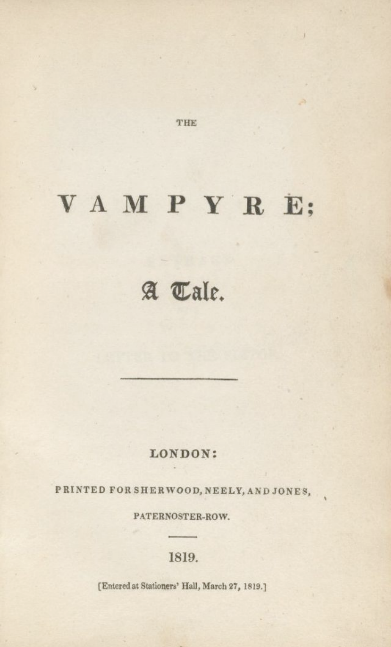 THE
VAMPYRE;
A Tale.
LONDON:
PRINTED FOR SHERWOOD, NEELY, AND JONES,
PATERNOSTER-ROW.
1819.
[Entered at Stationers' Hall, March 27, 1819.]